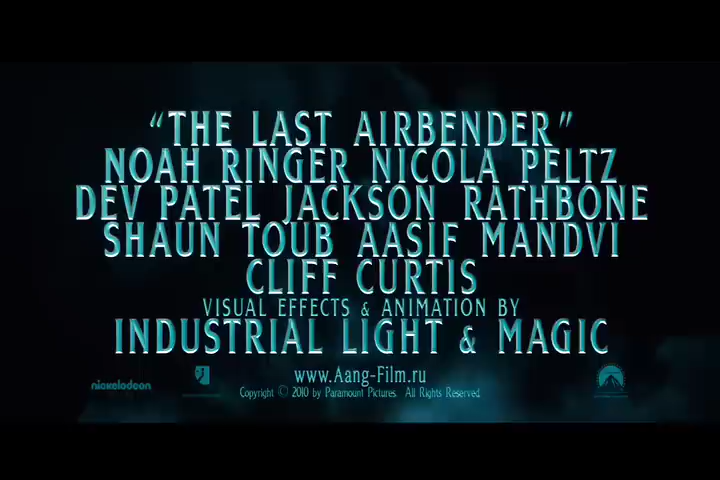 “THE LAST AIRBENDER”
NOAH RINGER NICOLA PELTZ
DEV PATEL JACKSON RATHBONE
SHAUN TOUB AASIF MANDVI
CLIFF CURTIS
VISUAL EFFECTS & ANIMATION BY
INDUSTRIAL LIGHT & MAGIC
www.Aang-Film.ru
nickelodeon
Copyright © 2010 by Paramount Pictures. All Rights Reserved